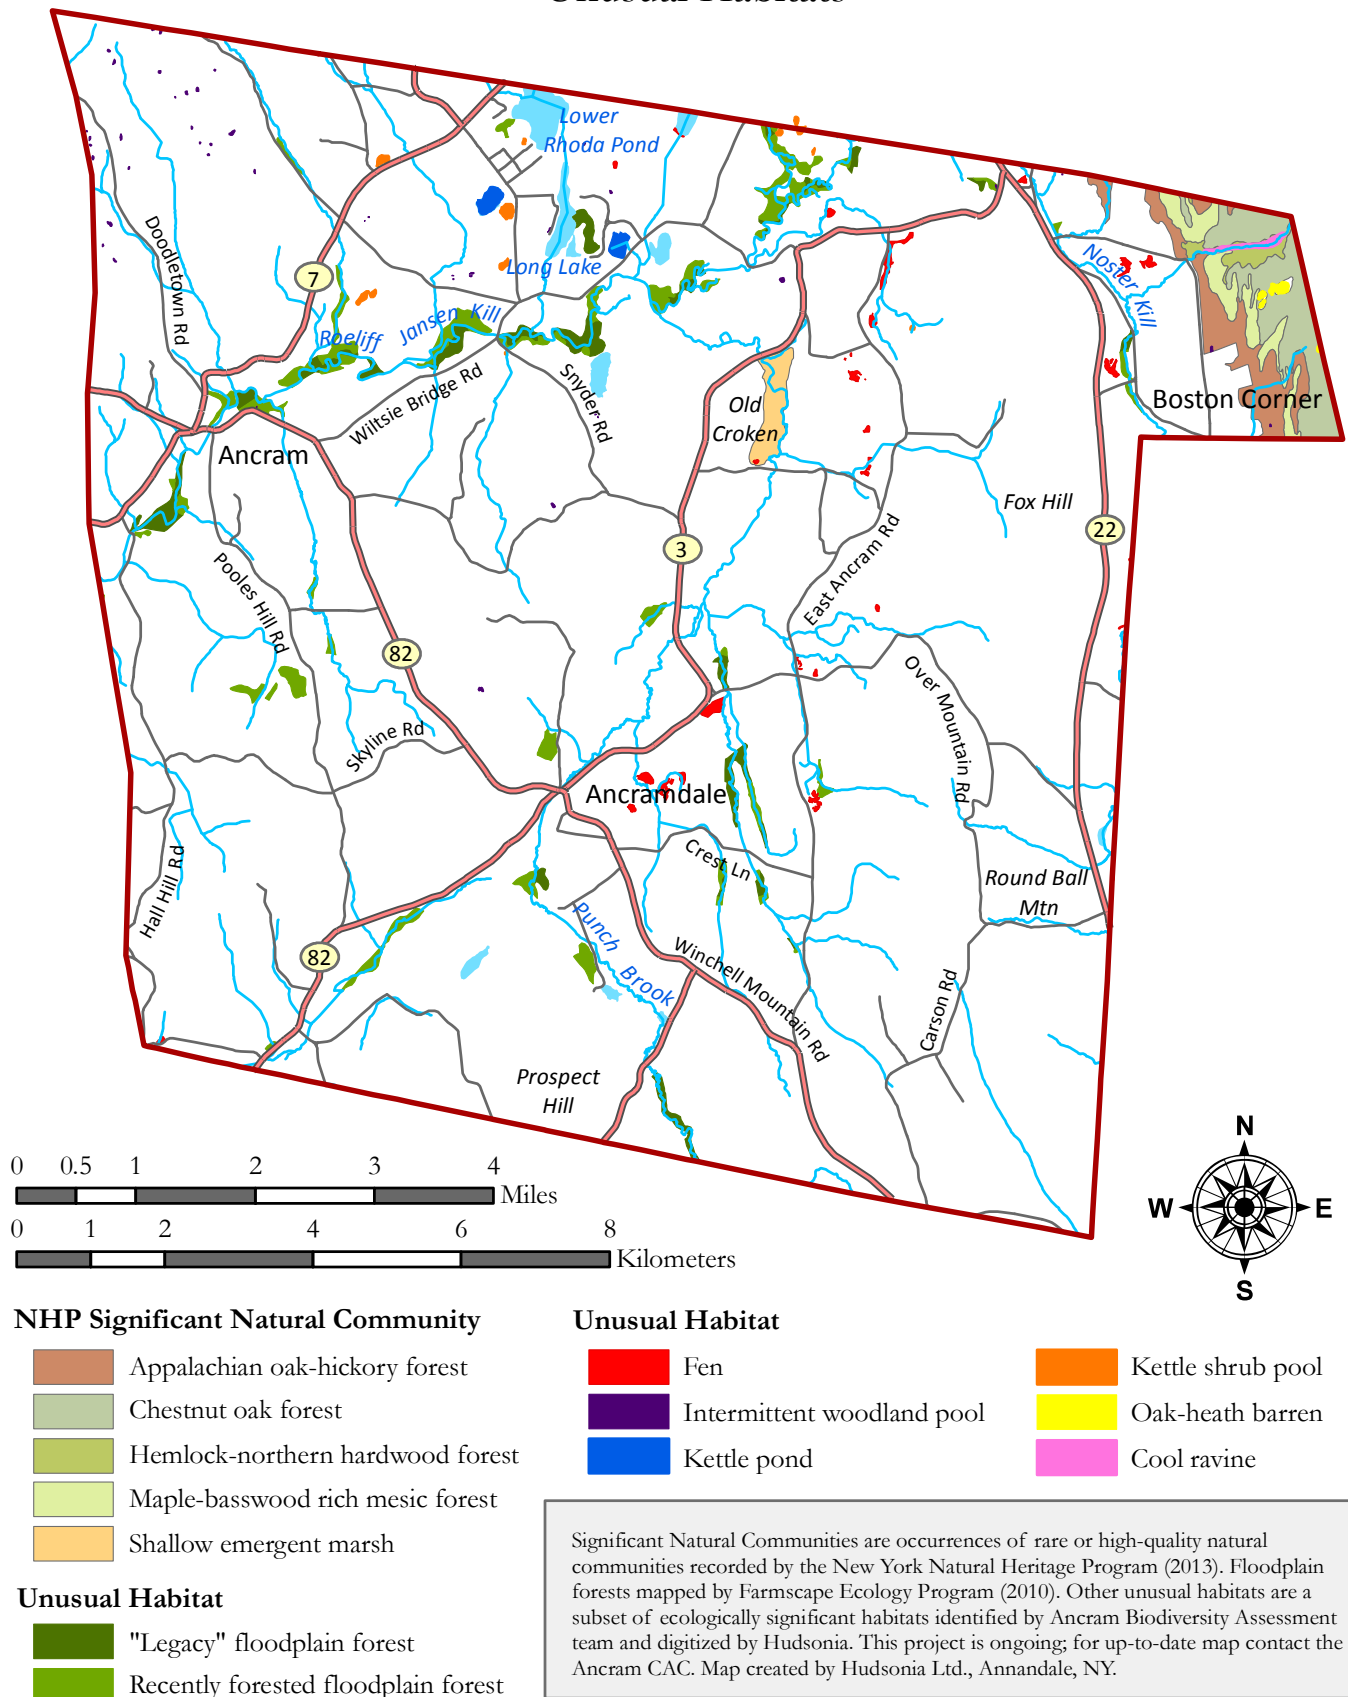 Lower
Rhoda Pond
Doodletown Rd
7
Long Lake
Noster Kill
Roeliff Jansen Kill
Wiltsie Bridge Rd
Snyder Rd
Old
Croken
Boston Corner
Ancram
Fox Hill
22
3
East Ancram Rd
Pooles Hill Rd
82
Over Mountain Rd
Skyline Rd
Ancramdale
Crest Ln
Hall Hill Rd
Round Ball
Mtn
Punch Brook
82
Winchell Mountain Rd
Carson Rd
Prospect
Hill
0 0.5 1 2 3 4
Miles
0 1 2 4 6 8
Kilometers
N
W E
S
NHP Significant Natural Community
Appalachian oak-hickory forest
Chestnut oak forest
Hemlock-northern hardwood forest
Maple-basswood rich mesic forest
Shallow emergent marsh
Unusual Habitat
"Legacy" floodplain forest
Recently forested floodplain forest
Unusual Habitat
Fen
Intermittent woodland pool
Kettle pond
Kettle shrub pool
Oak-heath barren
Cool ravine
Significant Natural Communities are occurrences of rare or high-quality natural
communities recorded by the New York Natural Heritage Program (2013). Floodplain
forests mapped by Farmscape Ecology Program (2010). Other unusual habitats are a
subset of ecologically significant habitats identified by Ancram Biodiversity Assessment
team and digitized by Hudsonia. This project is ongoing; for up-to-date map contact the
Ancram CAC. Map created by Hudsonia Ltd., Annandale, NY.